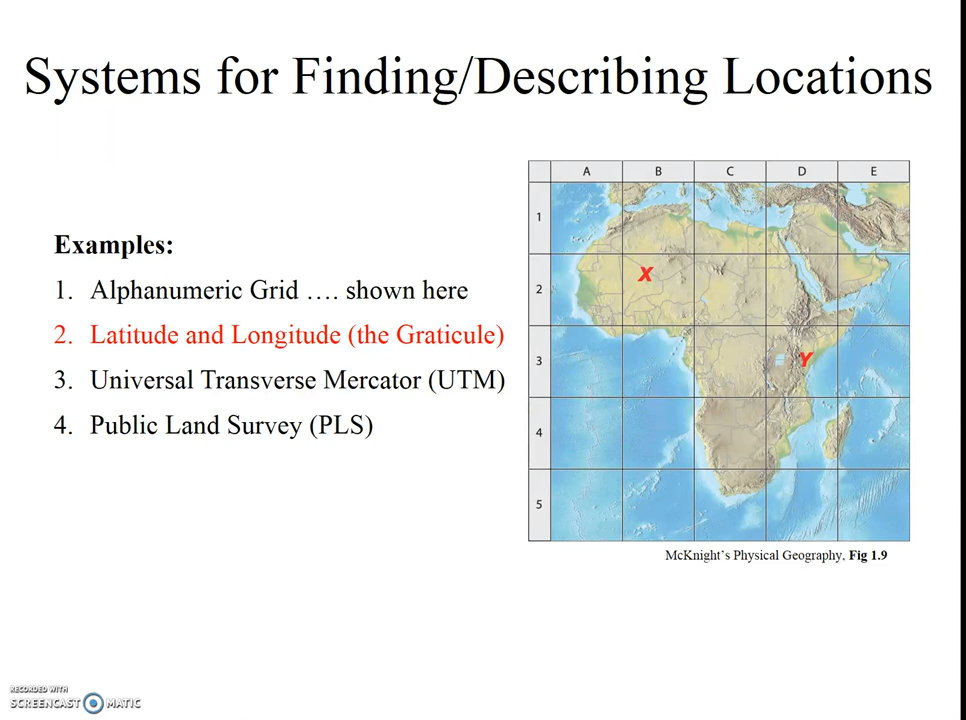 Systems for Finding/Describing Locations
Examples:
1. Alphanumeric Grid …. shown here
2. Latitude and Longitude (the Graticule)
3. Universal Transverse Mercator (UTM)
4. Public Land Survey (PLS)
A B C D E
1
2
X
3
Y
4
5
McKnight's Physical Geography, Fig 1.9
RECORDED WITH
SCREENCAST MATIC